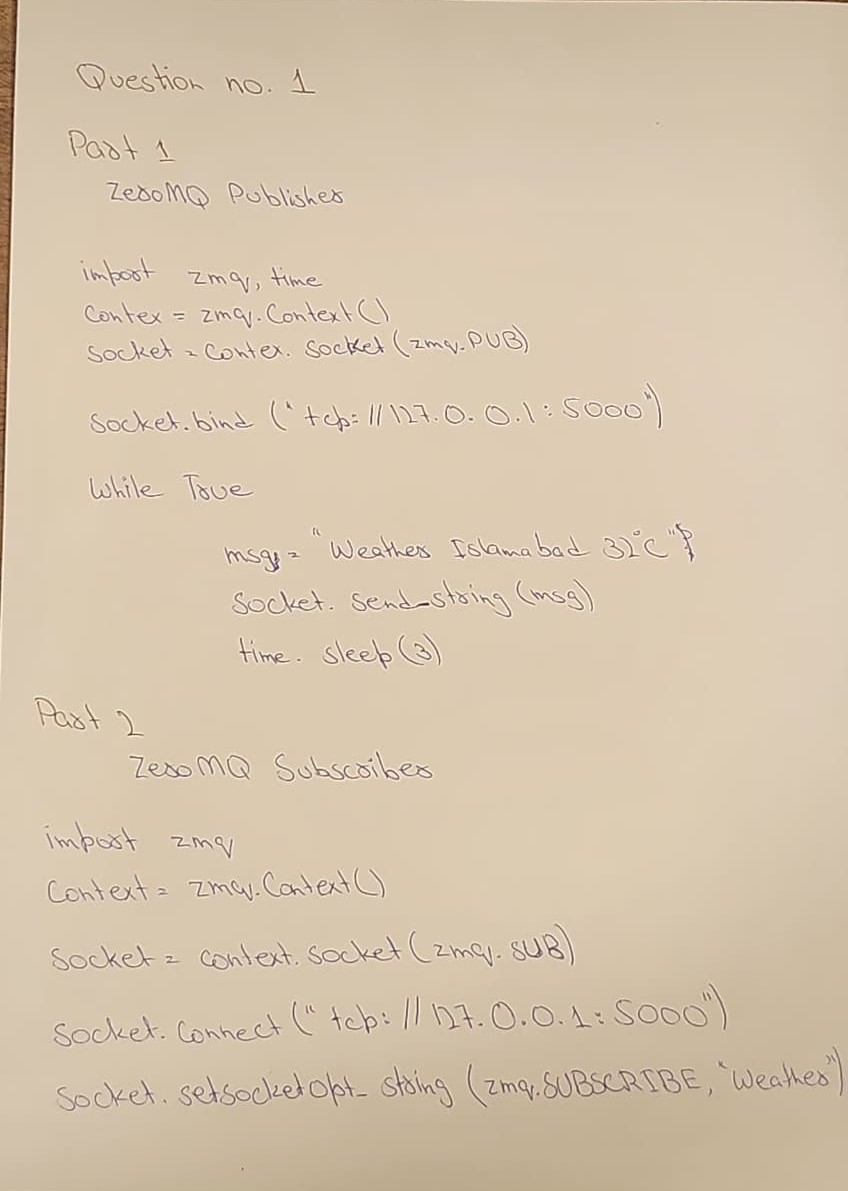 Question no. 1
Part 1
ZeroMQ Publisher
import zmq, time
Contex = zmq.Context()
Socket = Contex. Socket (zmq.PUB)
Socket.bind ("tcp://127.0.0.1:5000")
While True
msg = "Weather Islamabad 32°C"}
Socket. send_string (msg)
time. sleep(3)
Part 2
ZeroMQ Subscriber
import zmq
Context = zmq.Context()
Socket = context. Socket (zmq. SUB)
Socket. Connect ("tcp://127.0.0.1:5000")
Socket. setsocketopt_ string (zmq.SUBSCRIBE, "Weather")